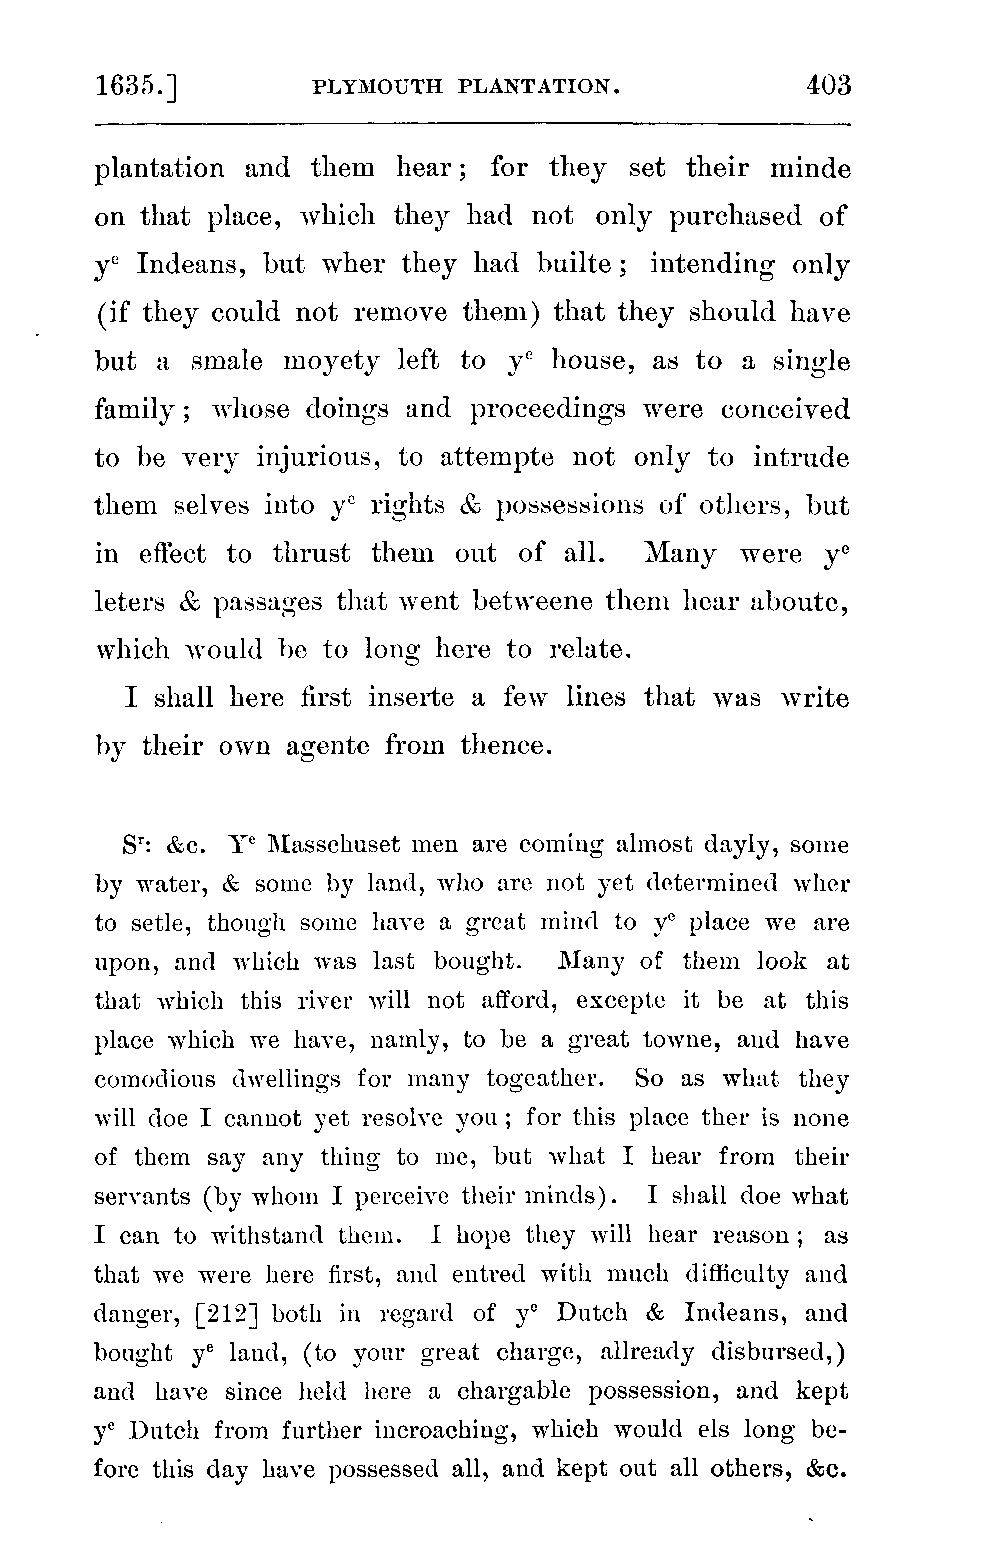 1635.] PLYMOUTH PLANTATION. 403
plantation and them hear; for they set their minde
on that place, which they had not only purchased of
yᵉ Indeans, but wher they had builte; intending only
(if they could not remove them) that they should have
but a smale moyety left to yᵉ house, as to a single
family; whose doings and proceedings were conceived
to be very injurious, to attempte not only to intrude
them selves into yᵉ rights & possessions of others, but
in effect to thrust them out of all. Many were yᵉ
leters & passages that went betweene them hear aboute,
which would be to long here to relate.
I shall here first inserte a few lines that was write
by their own agente from thence.
Sʳ: &c. Yᵉ Masschuset men are coming almost dayly, some
by water, & some by land, who are not yet determined wher
to setle, though some have a great mind to yᵉ place we are
upon, and which was last bought. Many of them look at
that which this river will not afford, excepte it be at this
place which we have, namly, to be a great towne, and have
comodious dwellings for many togeather. So as what they
will doe I cannot yet resolve you; for this place ther is none
of them say any thing to me, but what I hear from their
servants (by whom I perceive their minds). I shall doe what
I can to withstand them. I hope they will hear reason; as
that we were here first, and entred with much difficulty and
danger, [212] both in regard of yᵉ Dutch & Indeans, and
bought yᵉ land, (to your great charge, allready disbursed,)
and have since held here a chargable possession, and kept
yᵉ Dutch from further incroaching, which would els long be-
fore this day have possessed all, and kept out all others, &c.